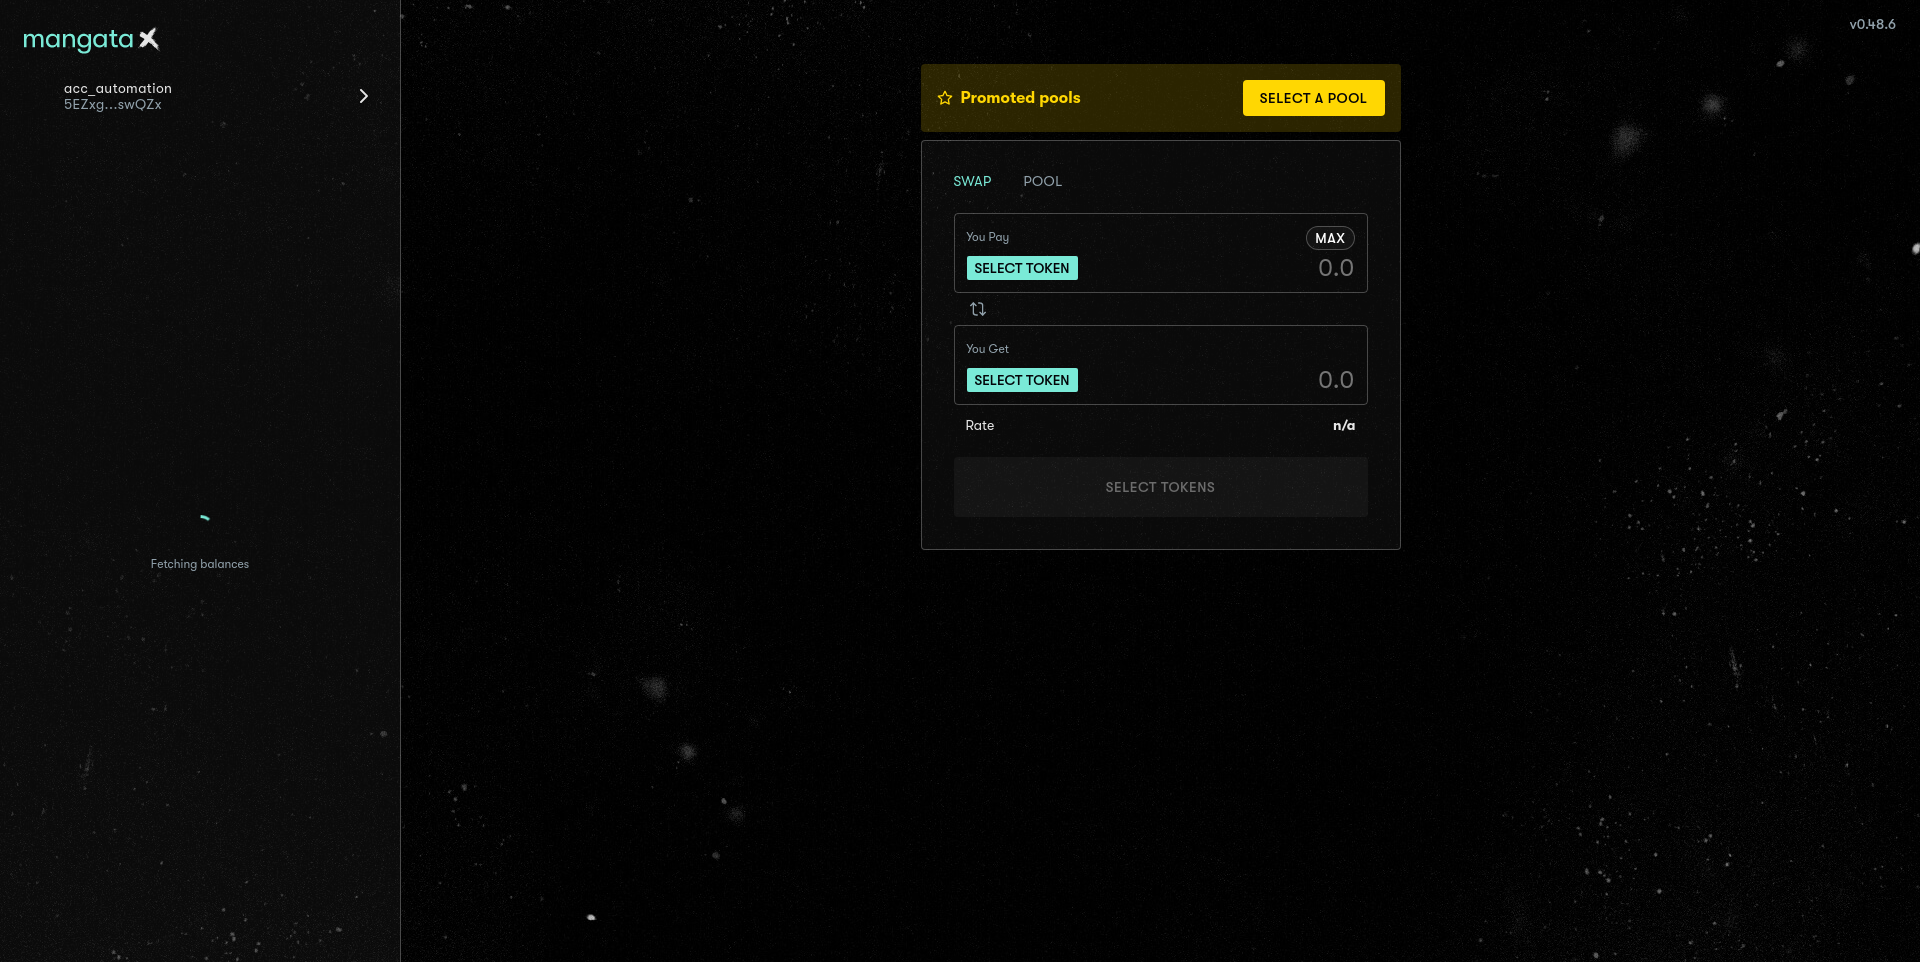 mangata X
acc_automation
5EZxg...swQZx
Fetching balances
v0.48.6
Promoted pools
SELECT A POOL
SWAP
POOL
You Pay
MAX
SELECT TOKEN
0.0
You Get
SELECT TOKEN
0.0
Rate
n/a
SELECT TOKENS